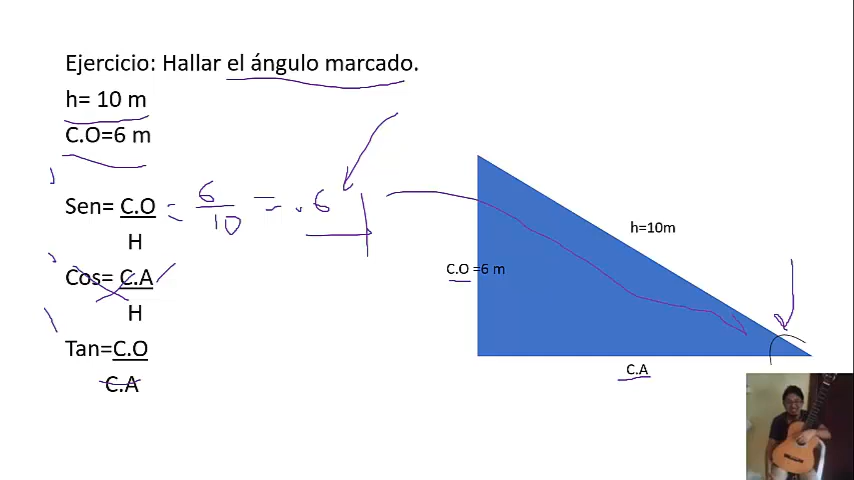 Ejercicio: Hallar el ángulo marcado.
h= 10 m
C.O=6 m
Sen= C.O = 6/10 = .6
H
Cos= C.A
H
Tan=C.O
C.A
h=10m
C.O =6 m
C.A